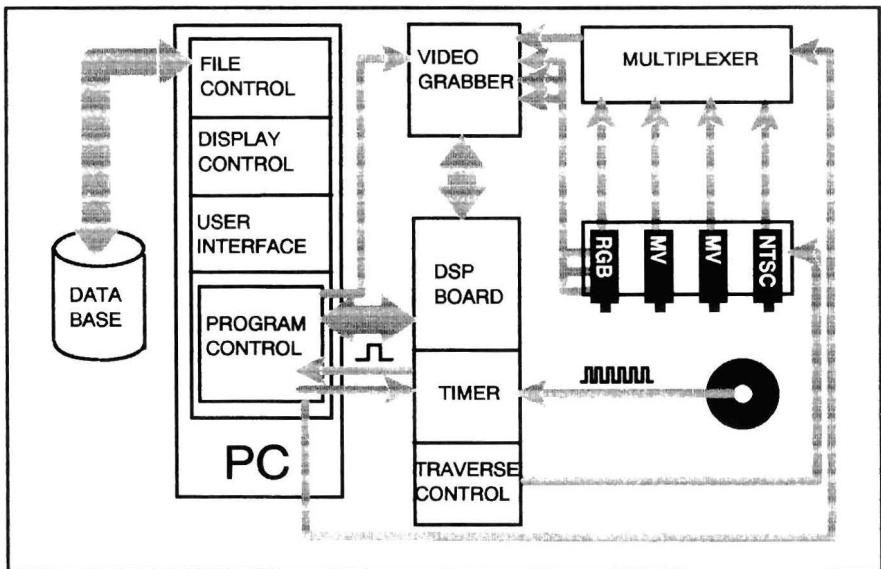 FILE
CONTROL
DISPLAY
CONTROL
USER
INTERFACE
PROGRAM
CONTROL
PC
DATA
BASE
VIDEO
GRABBER
MULTIPLEXER
RGB
MV
MV
NTSC
DSP
BOARD
TIMER
TRAVERSE
CONTROL